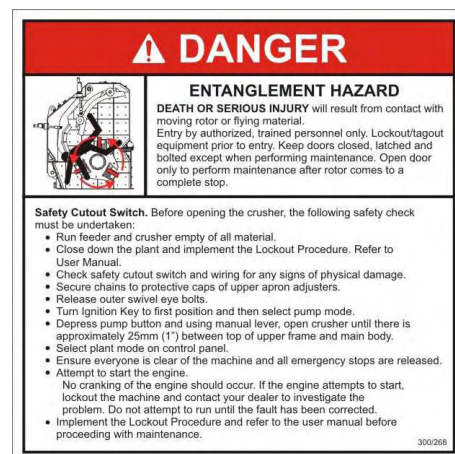 DANGER
ENTANGLEMENT HAZARD
DEATH OR SERIOUS INJURY will result from contact with
moving rotor or flying material.
Entry by authorized, trained personnel only. Lockout/tagout
equipment prior to entry. Keep doors closed, latched and
bolted except when performing maintenance. Open door
only to perform maintenance after rotor comes to a
complete stop.
Safety Cutout Switch. Before opening the crusher, the following safety check
must be undertaken:
• Run feeder and crusher empty of all material.
• Close down the plant and implement the Lockout Procedure. Refer to
User Manual.
• Check safety cutout switch and wiring for any signs of physical damage.
• Secure chains to protective caps of upper apron adjusters.
• Release outer swivel eye bolts.
• Turn Ignition Key to first position and then select pump mode.
• Depress pump button and using manual lever, open crusher until there is
approximately 25mm (1") between top of upper frame and main body.
• Select plant mode on control panel.
• Ensure everyone is clear of the machine and all emergency stops are released.
• Attempt to start the engine.
No cranking of the engine should occur. If the engine attempts to start,
lockout the machine and contact your dealer to investigate the
problem. Do not attempt to run until the fault has been corrected.
• Implement the Lockout Procedure and refer to the user manual before
proceeding with maintenance.
300/268